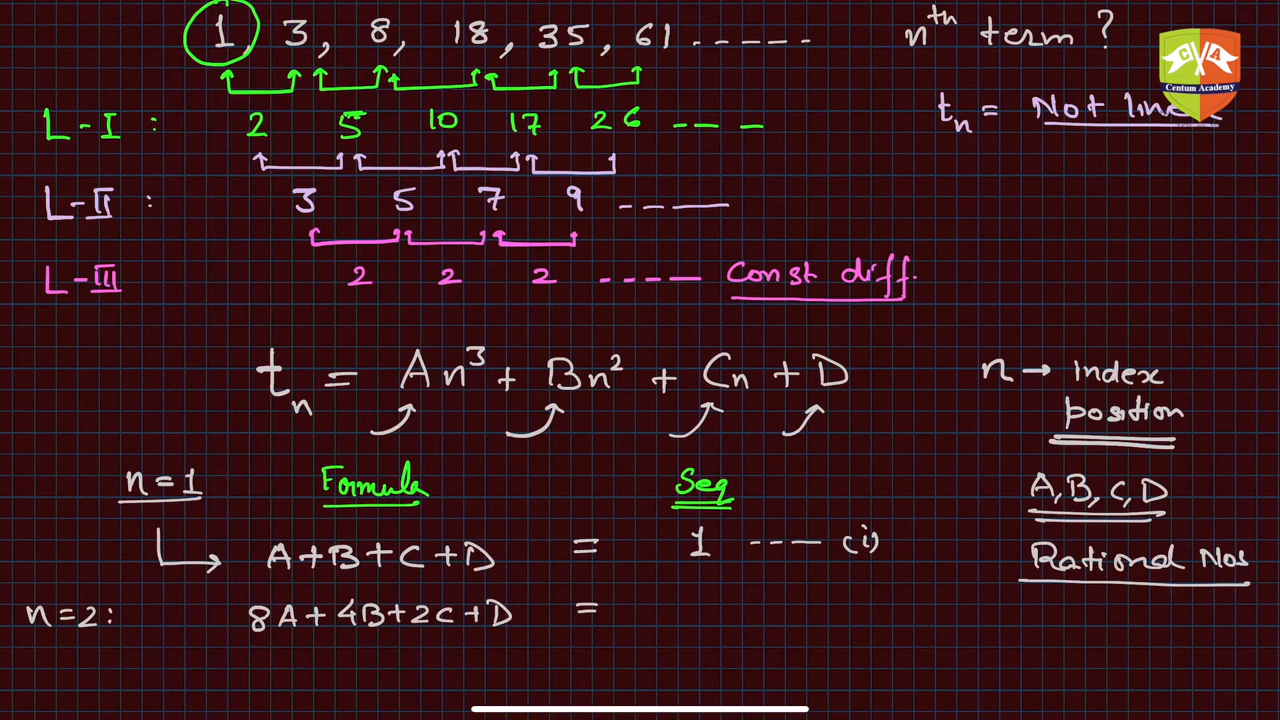 1, 3, 8, 18, 35, 61 ----- nth term ?
C A
Centum Academy
L-I : 2 5 10 17 26 --- -
tn = Not linear
L-II : 3 5 7 9 ----
L-III 2 2 2 ---- Const diff.
tn = An³ + Bn² + Cn + D
n → index position
n=1 Formula Seq
A, B, C, D
A+B+C+D = 1 ---- (i)
Rational Nos
n=2: 8A+4B+2C+D =